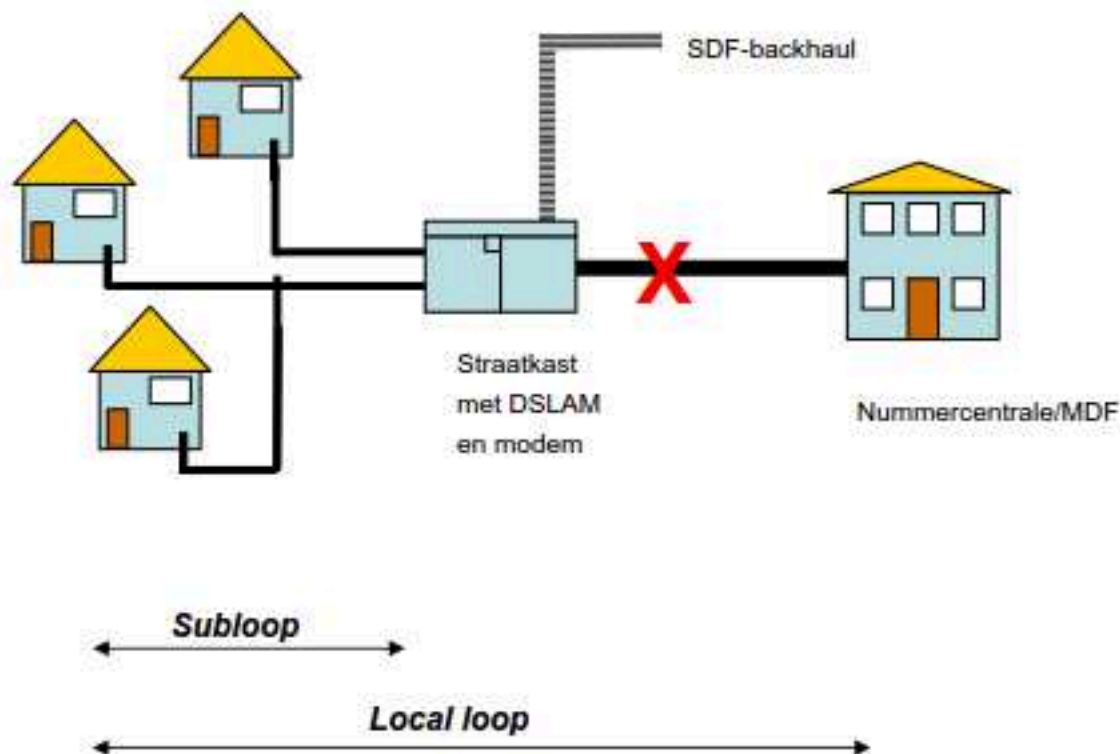 SDF-backhaul
Straatkast
met DSLAM
en modem
Nummercentrale/MDF
X
Subloop
Local loop